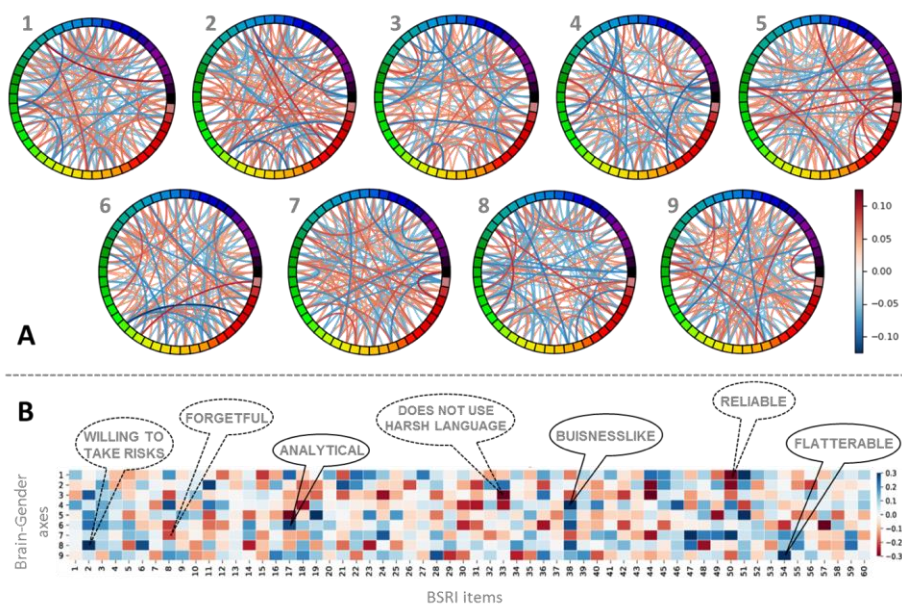 1 2 3 4 5
6 7 8 9
0.10
0.05
0.00
−0.05
−0.10
A
B
WILLING TO
TAKE RISKS
FORGETFUL
ANALYTICAL
DOES NOT USE
HARSH LANGUAGE
BUISNESSLIKE
RELIABLE
FLATTERABLE
Brain-Gender
axes
1
2
3
4
5
6
7
8
9
0.3
0.2
0.1
0.0
-0.1
-0.2
-0.3
1 2 3 4 5 6 7 8 9 10 11 12 13 14 15 16 17 18 19 20 21 22 23 24 25 26 27 28 29 30 31 32 33 34 35 36 37 38 39 40 41 42 43 44 45 46 47 48 49 50 51 52 53 54 55 56 57 58 59 60
BSRI items